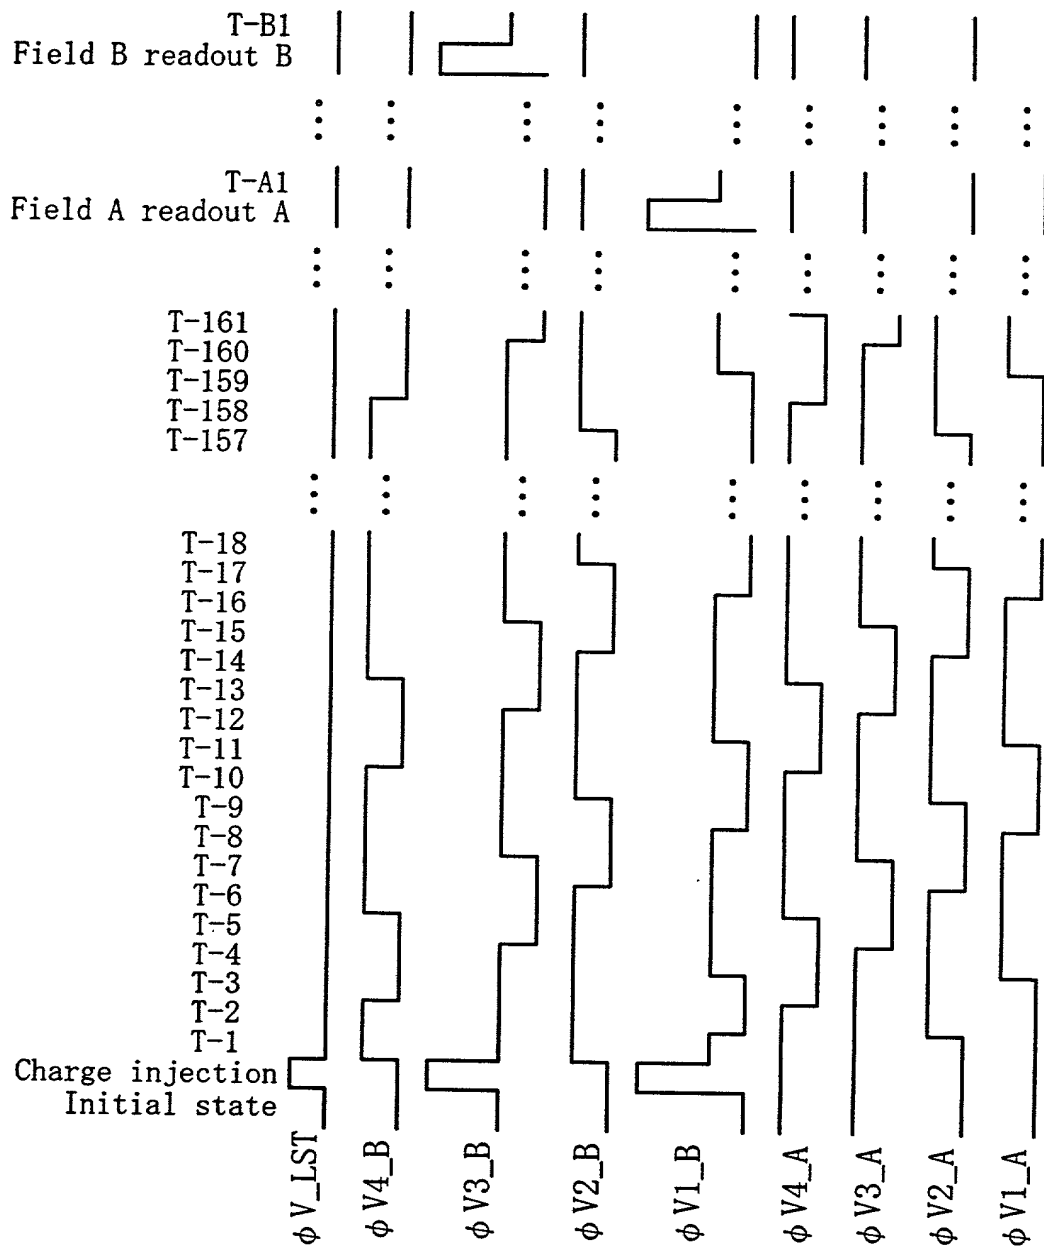 T-B1
Field B readout B
T-A1
Field A readout A
T-161
T-160
T-159
T-158
T-157
T-18
T-17
T-16
T-15
T-14
T-13
T-12
T-11
T-10
T-9
T-8
T-7
T-6
T-5
T-4
T-3
T-2
T-1
Charge injection
Initial state
φV_LST
φV4_B
φV3_B
φV2_B
φV1_B
φV4_A
φV3_A
φV2_A
φV1_A